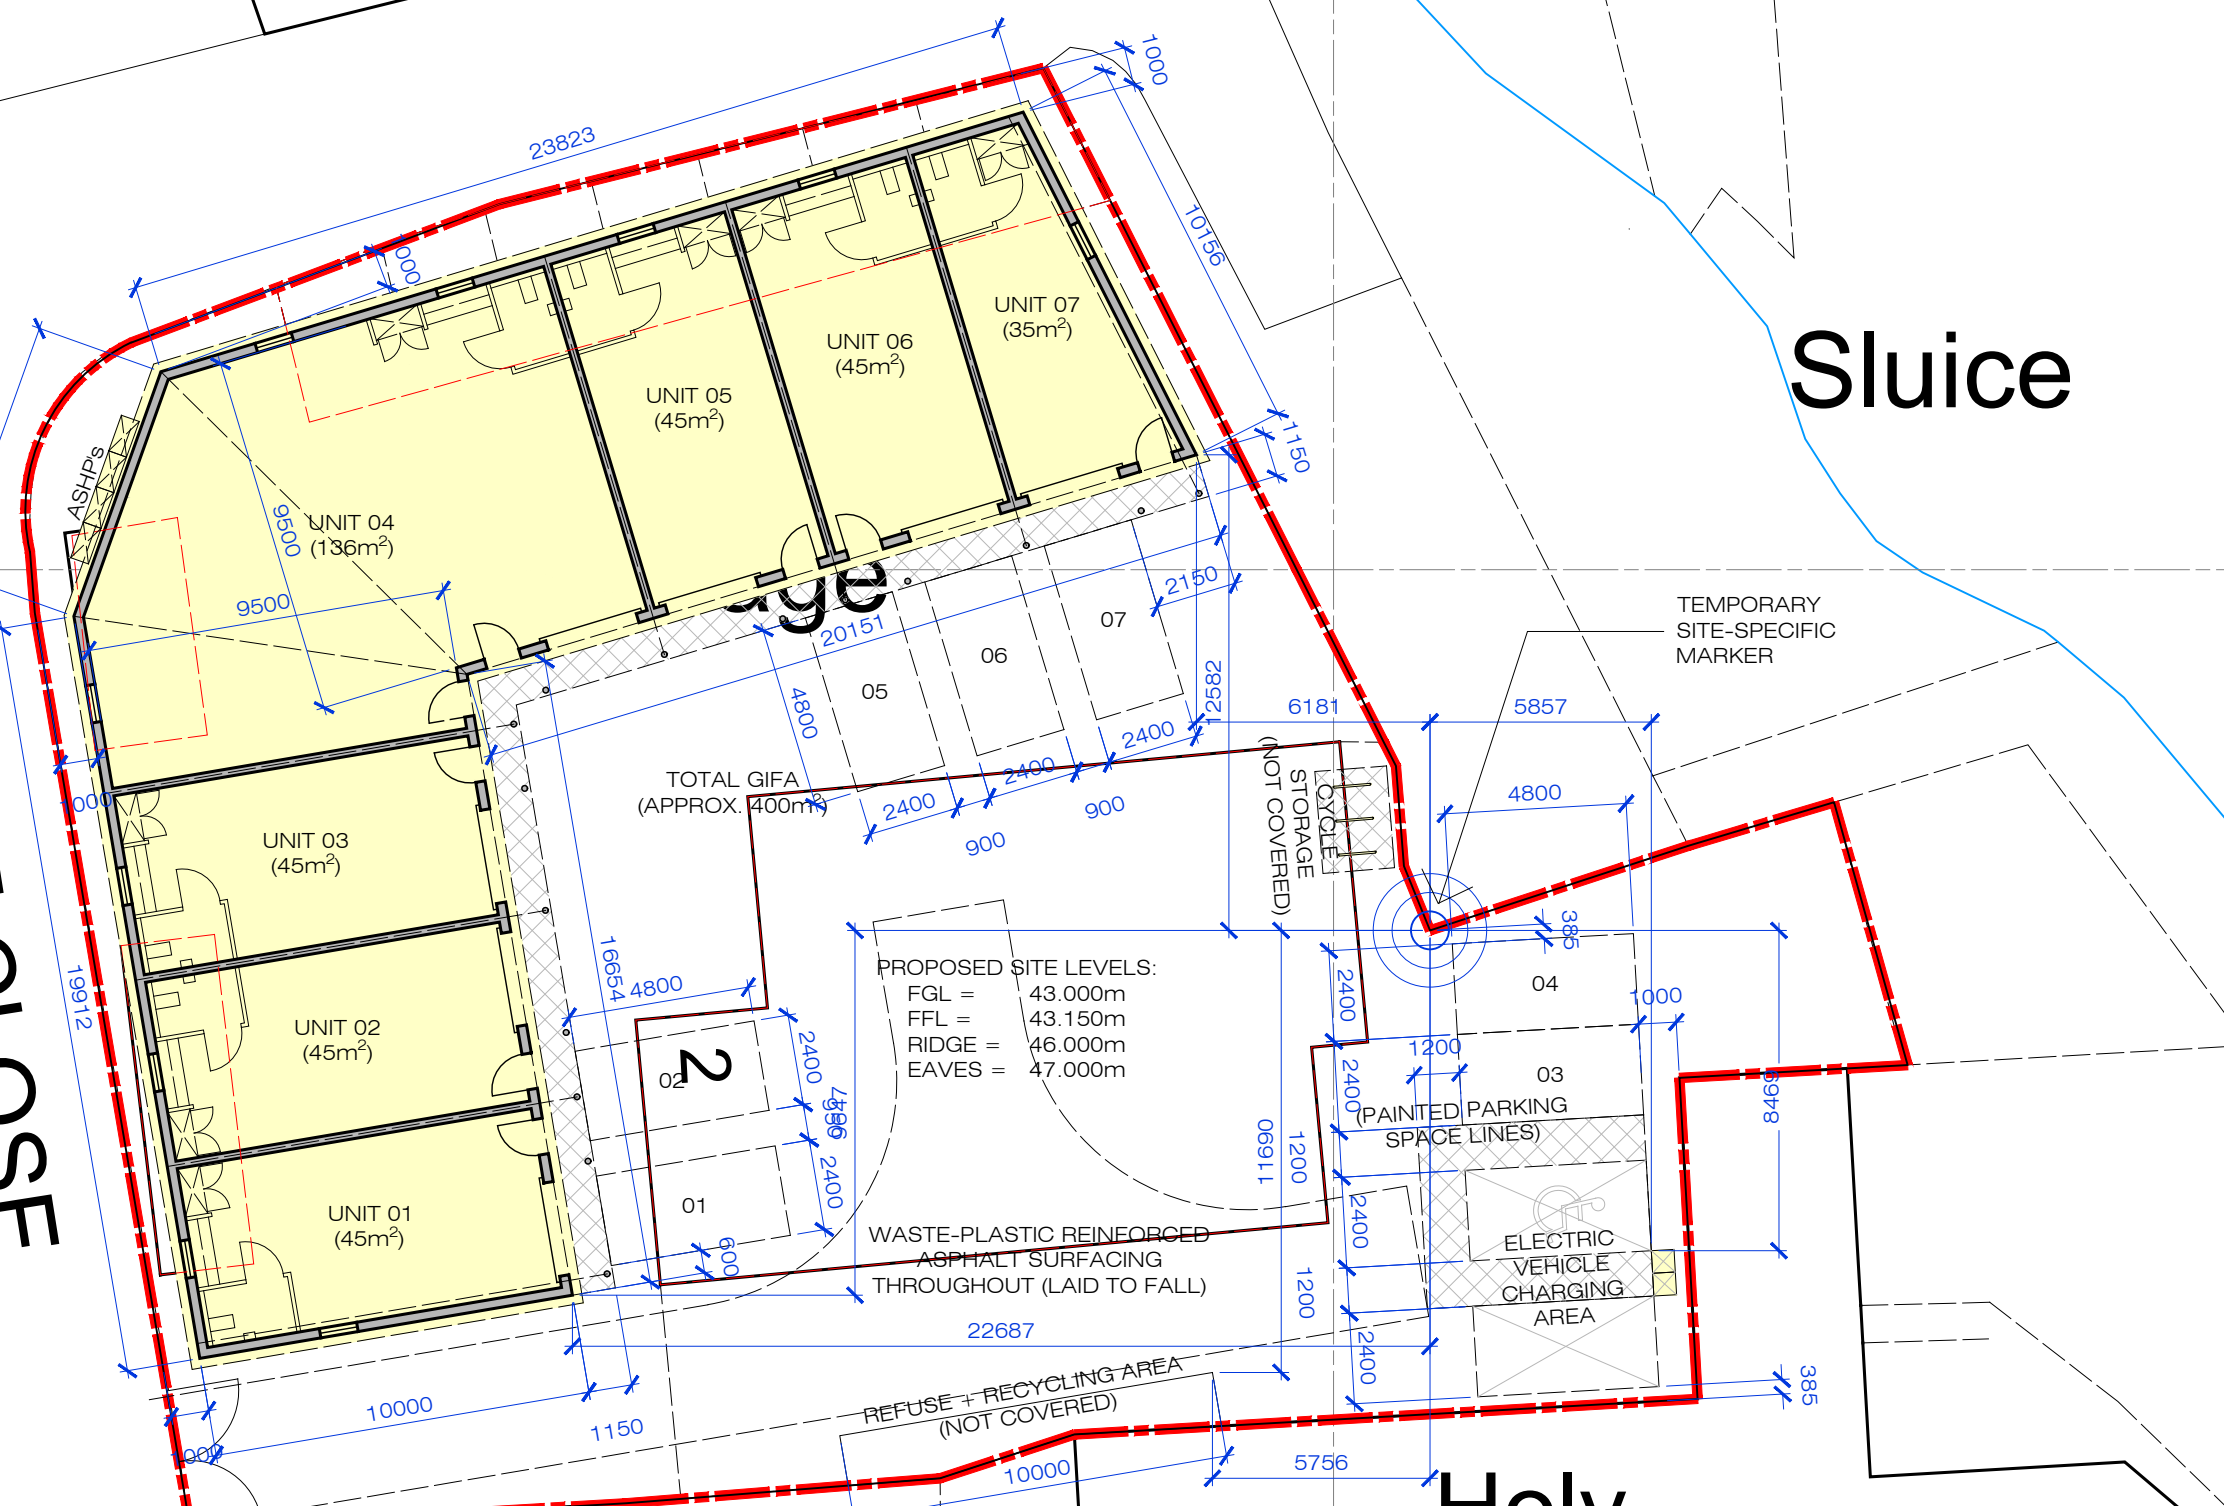 1000
23823
10156
1000
UNIT 07
(35m²)
UNIT 06
(45m²)
UNIT 05
(45m²)
Sluice
1150
ASHP's
9500
UNIT 04
(136m²)
9500
age
20151
2150
07
06
05
TEMPORARY
SITE-SPECIFIC
MARKER
12582
6181
5857
4800
2400
2400
2400
900
900
TOTAL GIFA
(APPROX. 400m²)
4800
1000
CYCLE
STORAGE
(NOT COVERED)
UNIT 03
(45m²)
385
19912
16654
4800
PROPOSED SITE LEVELS:
FGL = 43.000m
FFL = 43.150m
RIDGE = 46.000m
EAVES = 47.000m
2400
04
1000
UNIT 02
(45m²)
02
2
2400
1200
2400
03
8498
(PAINTED PARKING
SPACE LINES)
11690
1200
2400
01
UNIT 01
(45m²)
600
WASTE-PLASTIC REINFORCED
ASPHALT SURFACING
THROUGHOUT (LAID TO FALL)
2400
ELECTRIC
VEHICLE
CHARGING
AREA
1200
22687
2400
385
REFUSE + RECYCLING AREA
(NOT COVERED)
10000
1150
1000
10000
5756